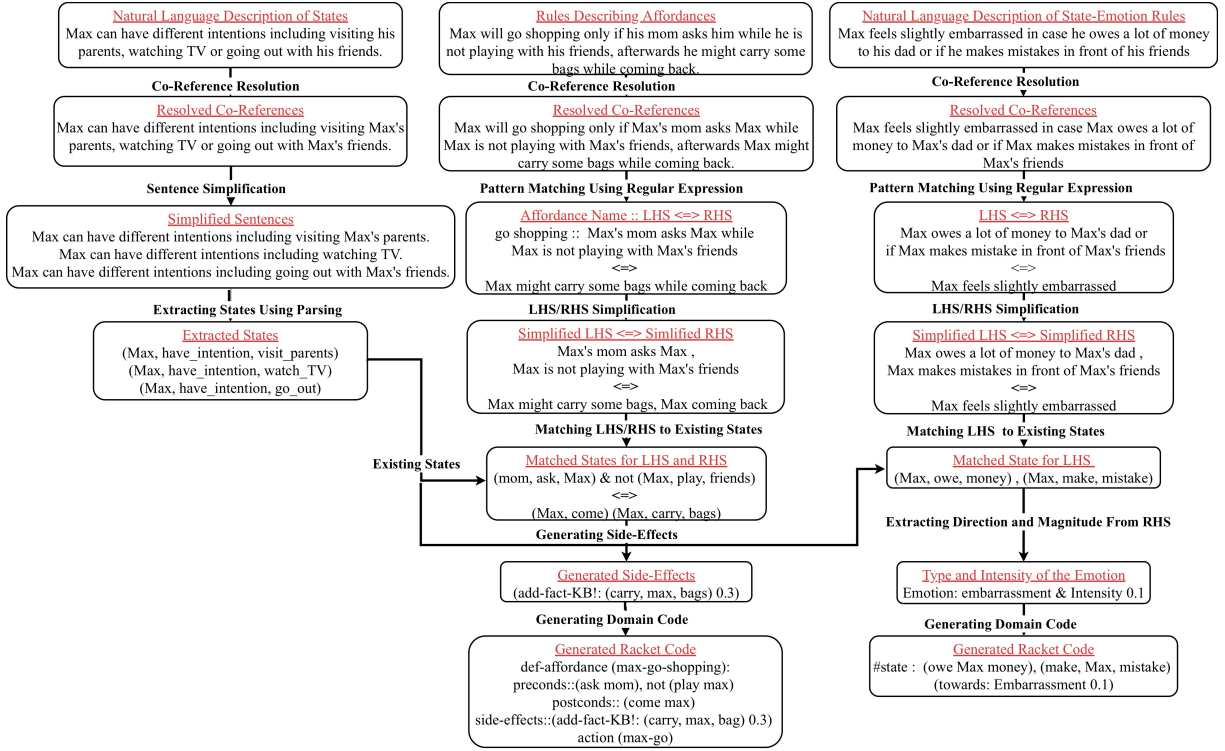 Natural Language Description of States
Max can have different intentions including visiting his
parents, watching TV or going out with his friends.
Co-Reference Resolution
Resolved Co-References
Max can have different intentions including visiting Max's
parents, watching TV or going out with Max's friends.
Sentence Simplification
Simplified Sentences
Max can have different intentions including visiting Max's parents.
Max can have different intentions including watching TV.
Max can have different intentions including going out with Max's friends.
Extracting States Using Parsing
Extracted States
(Max, have_intention, visit_parents)
(Max, have_intention, watch_TV)
(Max, have_intention, go_out)
Existing States
Rules Describing Affordances
Max will go shopping only if his mom asks him while he is
not playing with his friends, afterwards he might carry some
bags while coming back.
Co-Reference Resolution
Resolved Co-References
Max will go shopping only if Max's mom asks Max while
Max is not playing with Max's friends, afterwards Max might
carry some bags while coming back.
Pattern Matching Using Regular Expression
Affordance Name :: LHS <=> RHS
go shopping :: Max's mom asks Max while
Max is not playing with Max's friends
<=>
Max might carry some bags while coming back
LHS/RHS Simplification
Simplified LHS <=> Simlified RHS
Max's mom asks Max ,
Max is not playing with Max's friends
<=>
Max might carry some bags, Max coming back
Matching LHS/RHS to Existing States
Matched States for LHS and RHS
(mom, ask, Max) & not (Max, play, friends)
<=>
(Max, come) (Max, carry, bags)
Generating Side-Effects
Generated Side-Effects
(add-fact-KB!: (carry, max, bags) 0.3)
Generating Domain Code
Generated Racket Code
def-affordance (max-go-shopping):
preconds::(ask mom), not (play max)
postconds:: (come max)
side-effects::(add-fact-KB!: (carry, max, bag) 0.3)
action (max-go)
Natural Language Description of State-Emotion Rules
Max feels slightly embarrassed in case he owes a lot of money
to his dad or if he makes mistakes in front of his friends
Co-Reference Resolution
Resolved Co-References
Max feels slightly embarrassed in case Max owes a lot of
money to Max's dad or if Max makes mistakes in front of
Max's friends
Pattern Matching Using Regular Expression
LHS <=> RHS
Max owes a lot of money to Max's dad or
if Max makes mistake in front of Max's friends
<=>
Max feels slightly embarrassed
LHS/RHS Simplification
Simplified LHS <=> Simplified RHS
Max owes a lot of money to Max's dad ,
Max makes mistakes in front of Max's friends
<=>
Max feels slightly embarrassed
Matching LHS to Existing States
Matched State for LHS
(Max, owe, money) , (Max, make, mistake)
Extracting Direction and Magnitude From RHS
Type and Intensity of the Emotion
Emotion: embarrassment & Intensity 0.1
Generating Domain Code
Generated Racket Code
#state : (owe Max money), (make, Max, mistake)
(towards: Embarrassment 0.1)